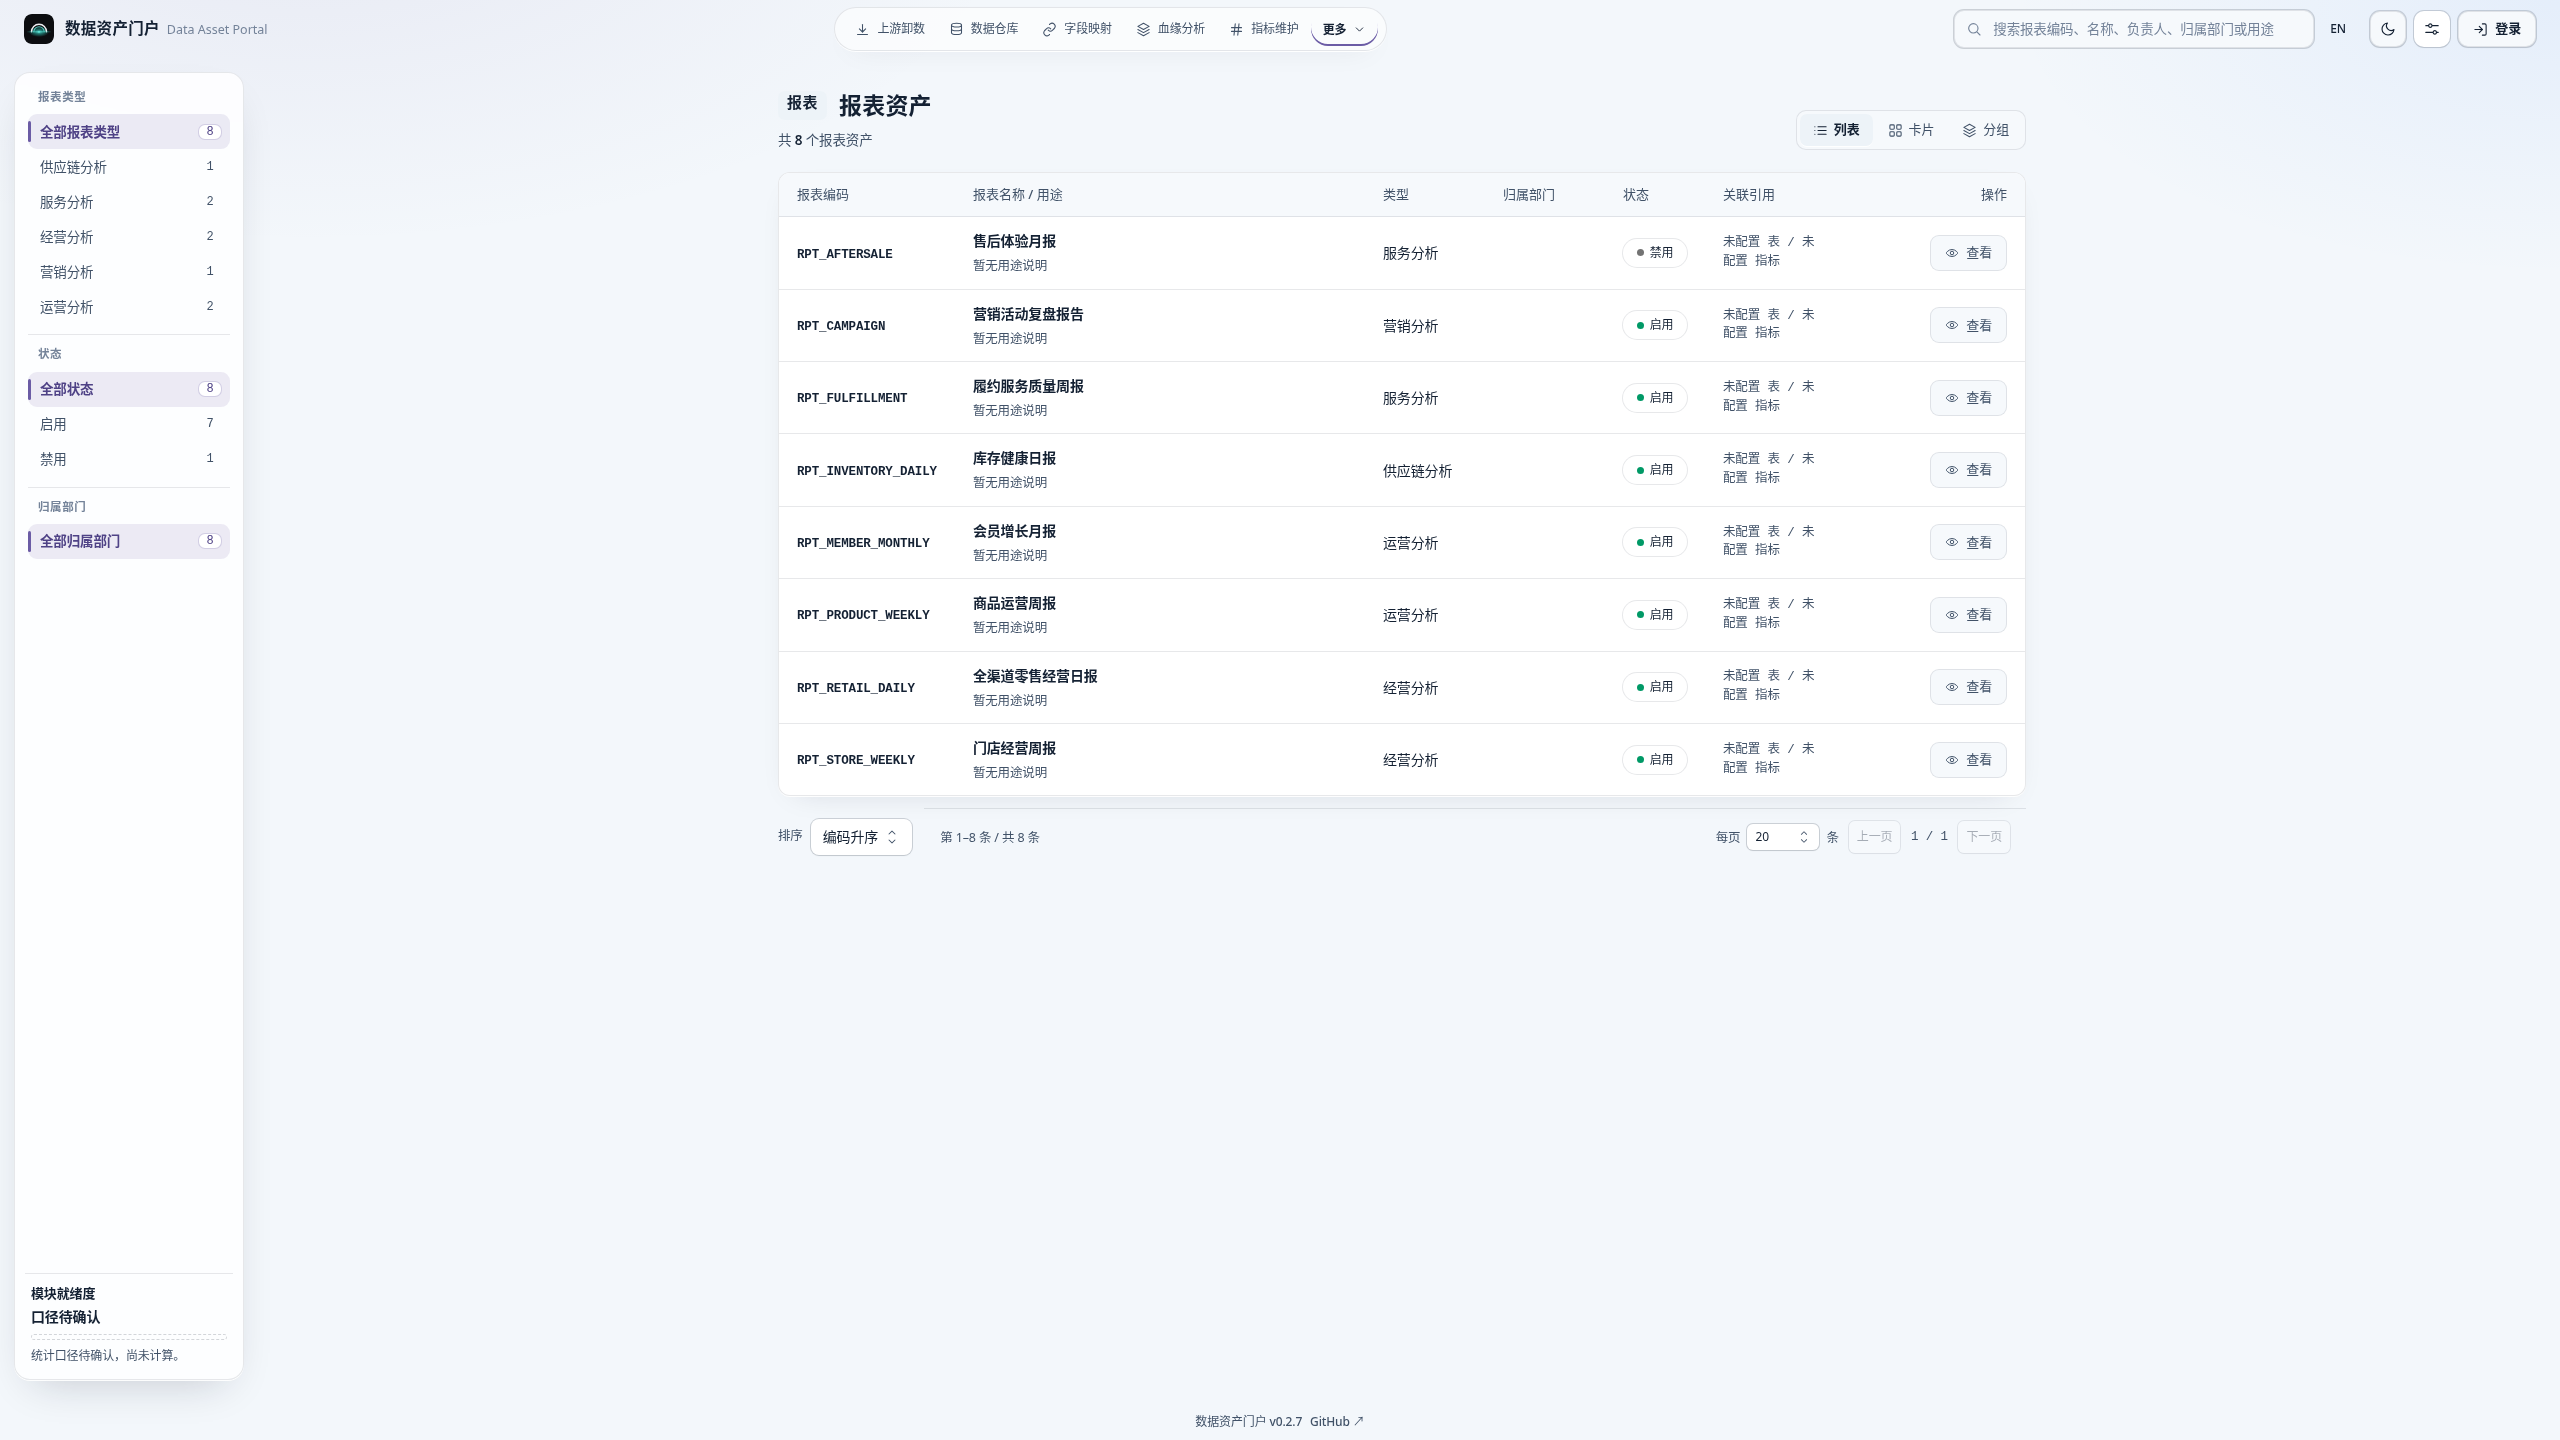 数据资产门户 Data Asset Portal
上游卸数 数据仓库 字段映射 血缘分析 指标维护 更多
搜索报表编码、名称、负责人、归属部门或用途 EN 登录
报表类型
全部报表类型 8
供应链分析 1
服务分析 2
经营分析 2
营销分析 1
运营分析 2
状态
全部状态 8
启用 7
禁用 1
归属部门
全部归属部门 8
模块就绪度
口径待确认
统计口径待确认，尚未计算。
报表 报表资产
共 8 个报表资产
列表 卡片 分组
报表编码 报表名称 / 用途 类型 归属部门 状态 关联引用 操作
RPT_AFTERSALE 售后体验月报 服务分析 禁用 未配置 表 / 未 查看
暂无用途说明 配置 指标
RPT_CAMPAIGN 营销活动复盘报告 营销分析 启用 未配置 表 / 未 查看
暂无用途说明 配置 指标
RPT_FULFILLMENT 履约服务质量周报 服务分析 启用 未配置 表 / 未 查看
暂无用途说明 配置 指标
RPT_INVENTORY_DAILY 库存健康日报 供应链分析 启用 未配置 表 / 未 查看
暂无用途说明 配置 指标
RPT_MEMBER_MONTHLY 会员增长月报 运营分析 启用 未配置 表 / 未 查看
暂无用途说明 配置 指标
RPT_PRODUCT_WEEKLY 商品运营周报 运营分析 启用 未配置 表 / 未 查看
暂无用途说明 配置 指标
RPT_RETAIL_DAILY 全渠道零售经营日报 经营分析 启用 未配置 表 / 未 查看
暂无用途说明 配置 指标
RPT_STORE_WEEKLY 门店经营周报 经营分析 启用 未配置 表 / 未 查看
暂无用途说明 配置 指标
排序 编码升序 第 1–8 条 / 共 8 条 每页 20 条 上一页 1 / 1 下一页
数据资产门户 v0.2.7 GitHub ↗